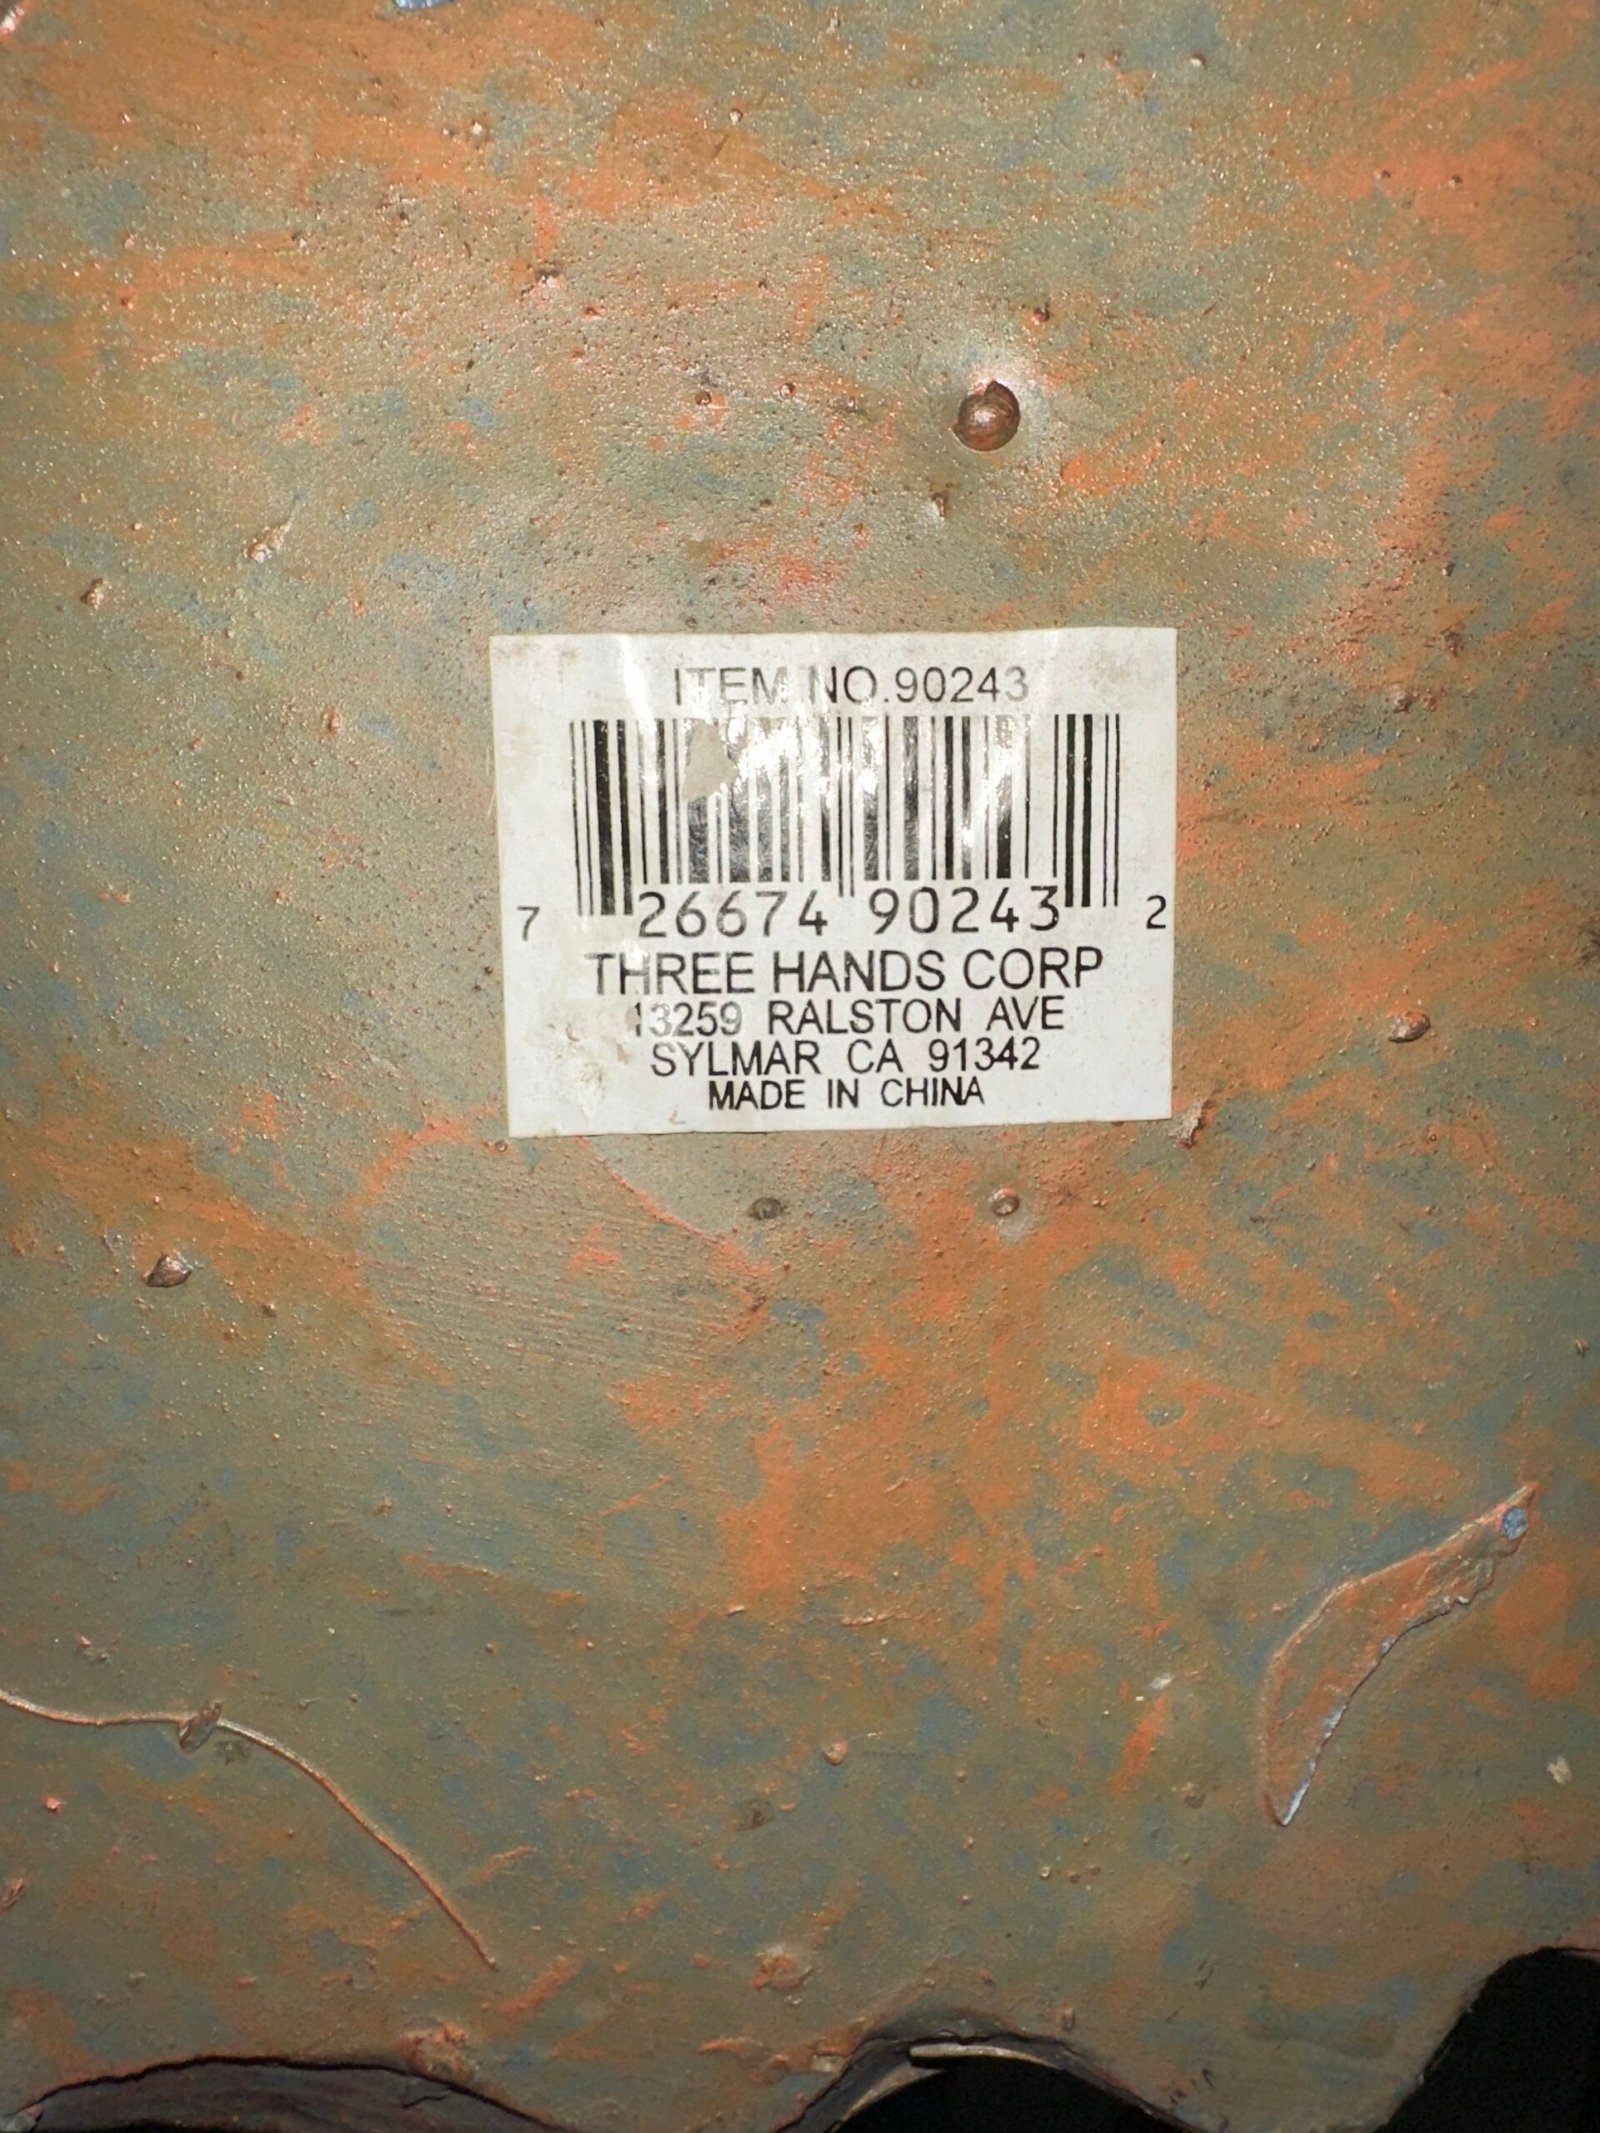 ITEM NO.90243
7 26674 90243 2
THREE HANDS CORP
13259 RALSTON AVE
SYLMAR CA 91342
MADE IN CHINA